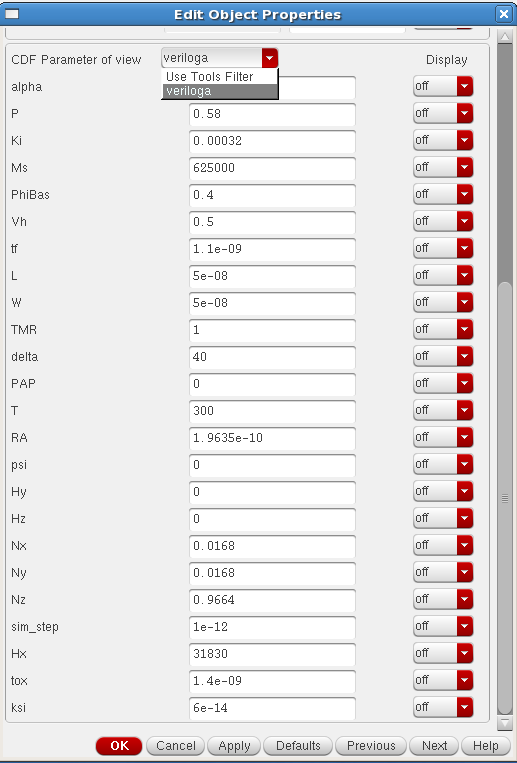 Edit Object Properties
CDF Parameter of view veriloga Display
Use Tools Filter
veriloga
alpha off
P 0.58 off
Ki 0.00032 off
Ms 625000 off
PhiBas 0.4 off
Vh 0.5 off
tf 1.1e-09 off
L 5e-08 off
W 5e-08 off
TMR 1 off
delta 40 off
PAP 0 off
T 300 off
RA 1.9635e-10 off
psi 0 off
Hy 0 off
Hz 0 off
Nx 0.0168 off
Ny 0.0168 off
Nz 0.9664 off
sim_step 1e-12 off
Hx 31830 off
tox 1.4e-09 off
ksi 6e-14 off
OK Cancel Apply Defaults Previous Next Help